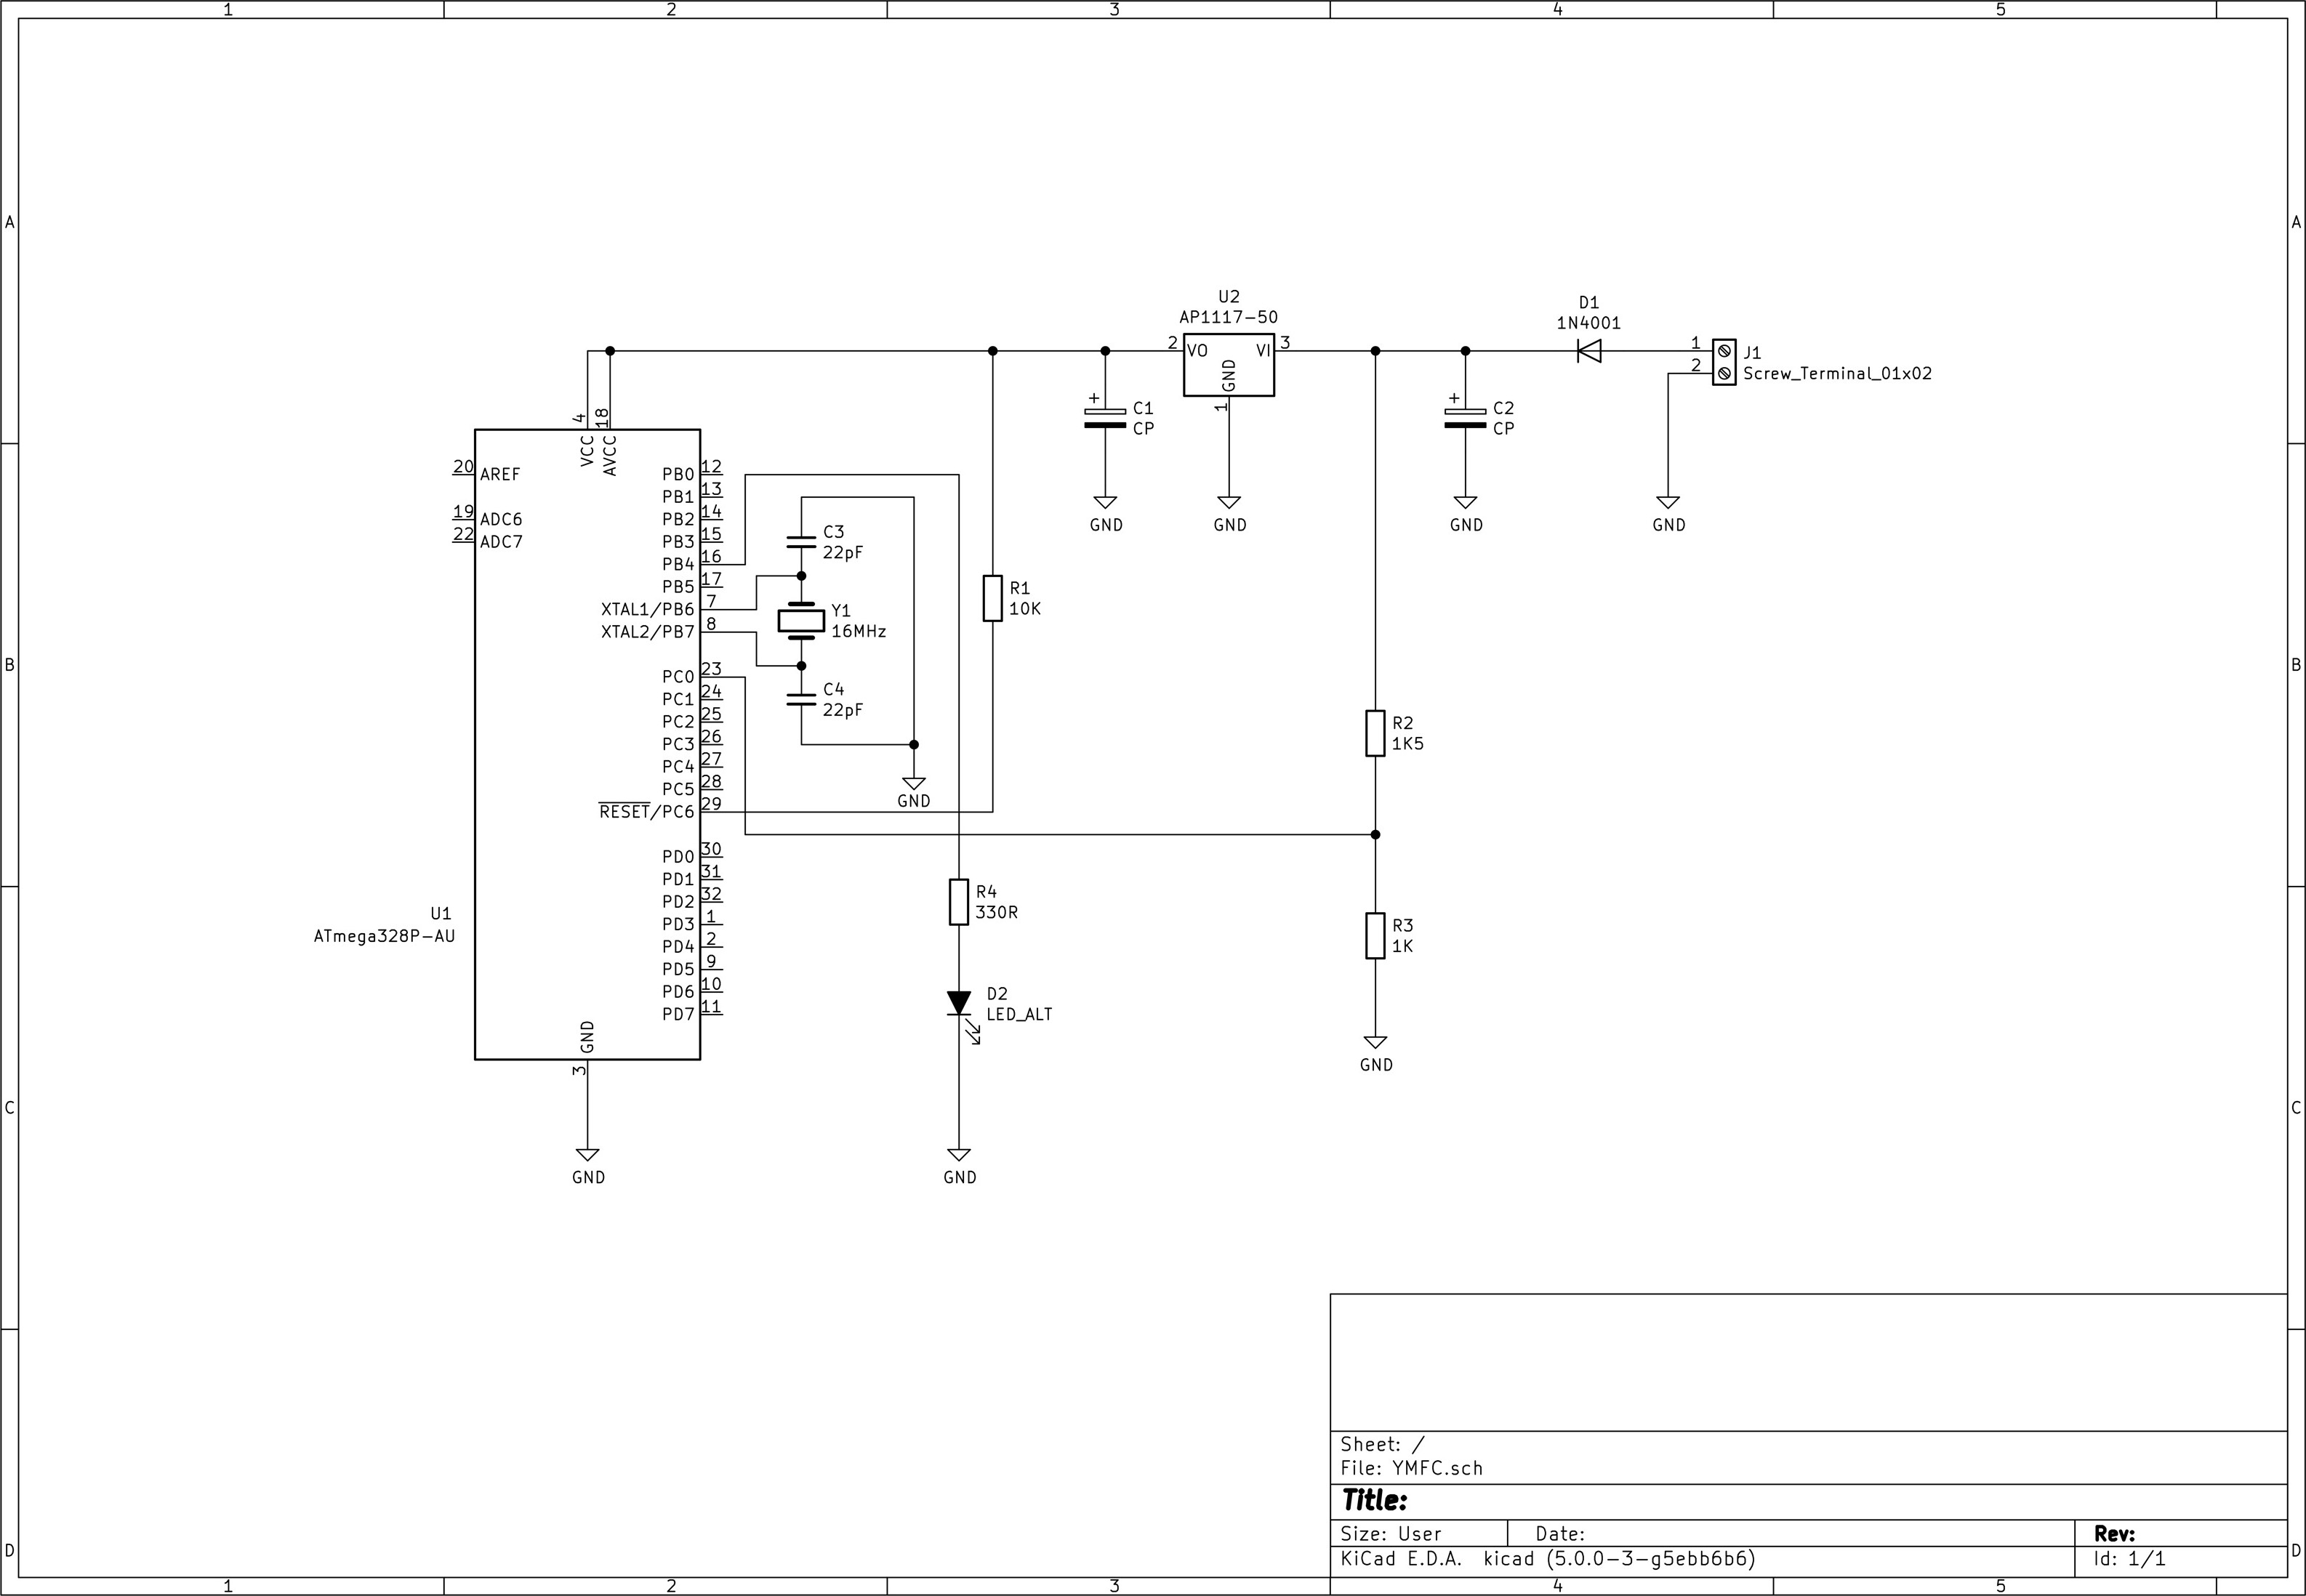 1 2 3 4 5
A A
U2
AP1117-50
D1
1N4001
2 VO VI 3
GND
1
1
2
J1
Screw_Terminal_01x02
+
C1
CP
+
C2
CP
GND
GND
GND
GND
4 18
VCC AVCC
20 AREF
19 ADC6
22 ADC7
PB0 12
PB1 13
PB2 14
PB3 15
PB4 16
PB5 17
XTAL1/PB6 7
XTAL2/PB7 8
PC0 23
PC1 24
PC2 25
PC3 26
PC4 27
PC5 28
RESET/PC6 29
PD0 30
PD1 31
PD2 32
PD3 1
PD4 2
PD5 9
PD6 10
PD7 11
GND
3
GND
U1
ATmega328P-AU
C3
22pF
Y1
16MHz
C4
22pF
GND
R1
10K
B B
R2
1K5
R3
1K
GND
R4
330R
D2
LED_ALT
GND
C C
Sheet: /
File: YMFC.sch
Title:
Size: User Date: Rev:
KiCad E.D.A. kicad (5.0.0-3-g5ebb6b6) Id: 1/1
D D
1 2 3 4 5